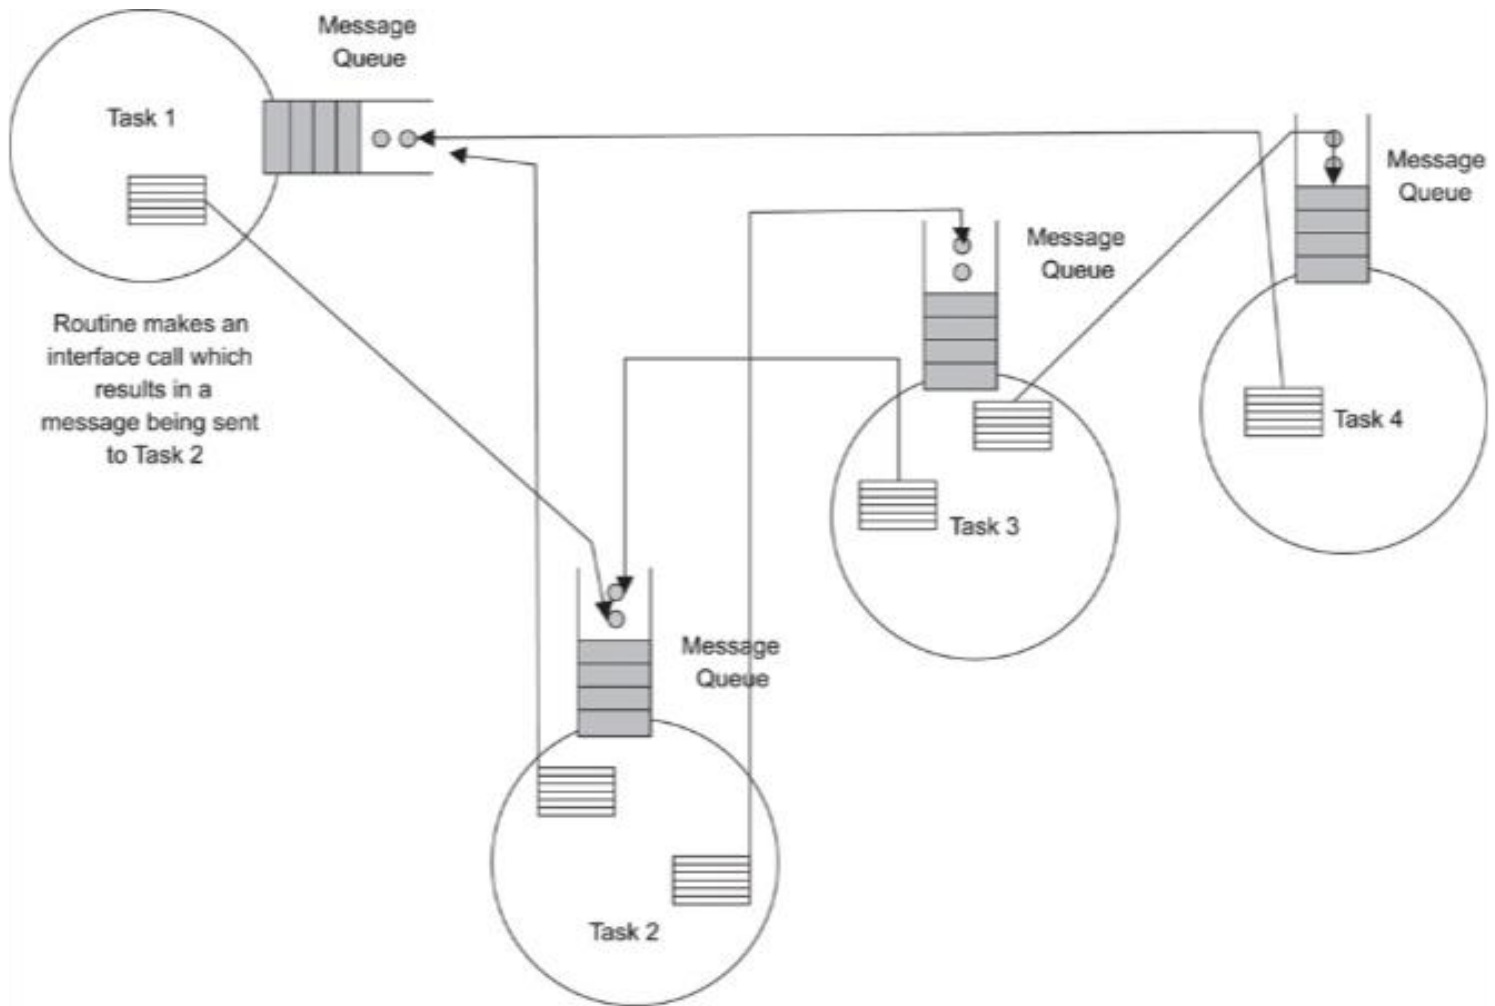 Message
Queue
Task 1
Message
Queue
Message
Queue
Routine makes an
interface call which
results in a
message being sent
to Task 2
Task 4
Task 3
Message
Queue
Task 2